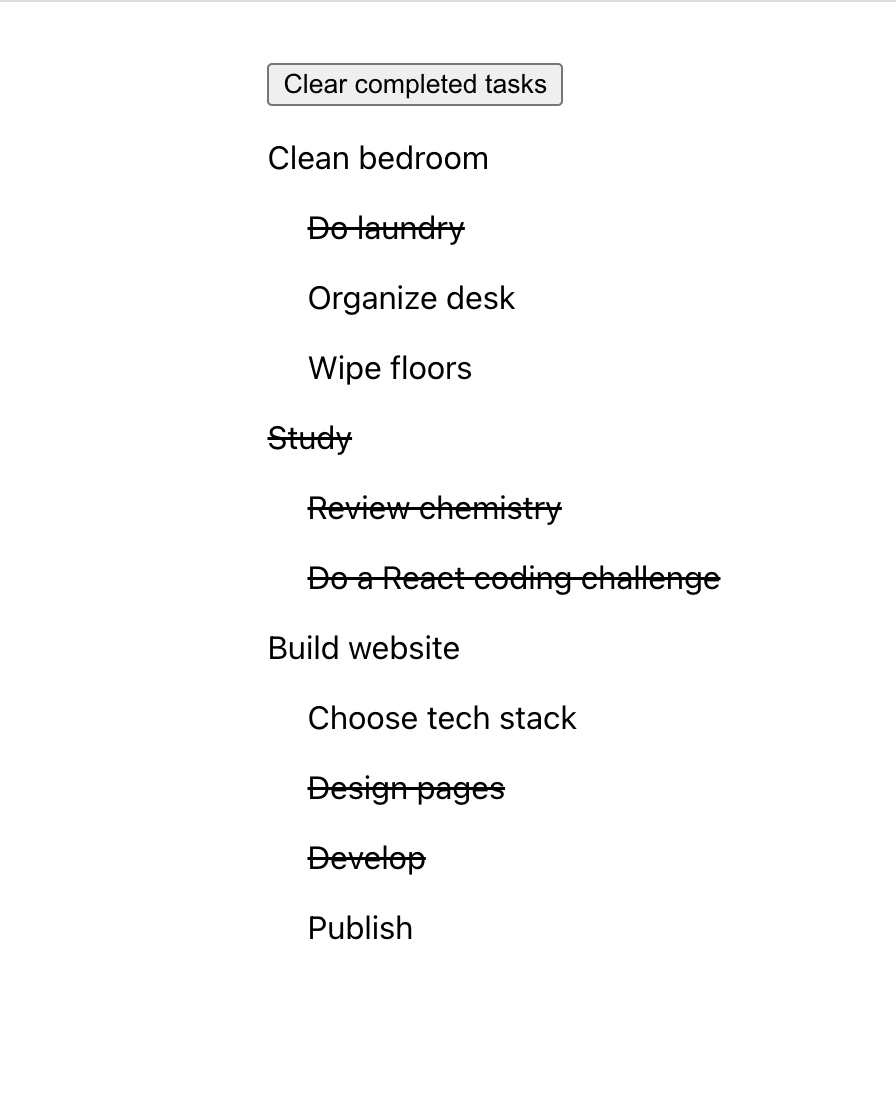 Clear completed tasks
Clean bedroom
Do laundry
Organize desk
Wipe floors
Study
Review chemistry
Do a React coding challenge
Build website
Choose tech stack
Design pages
Develop
Publish